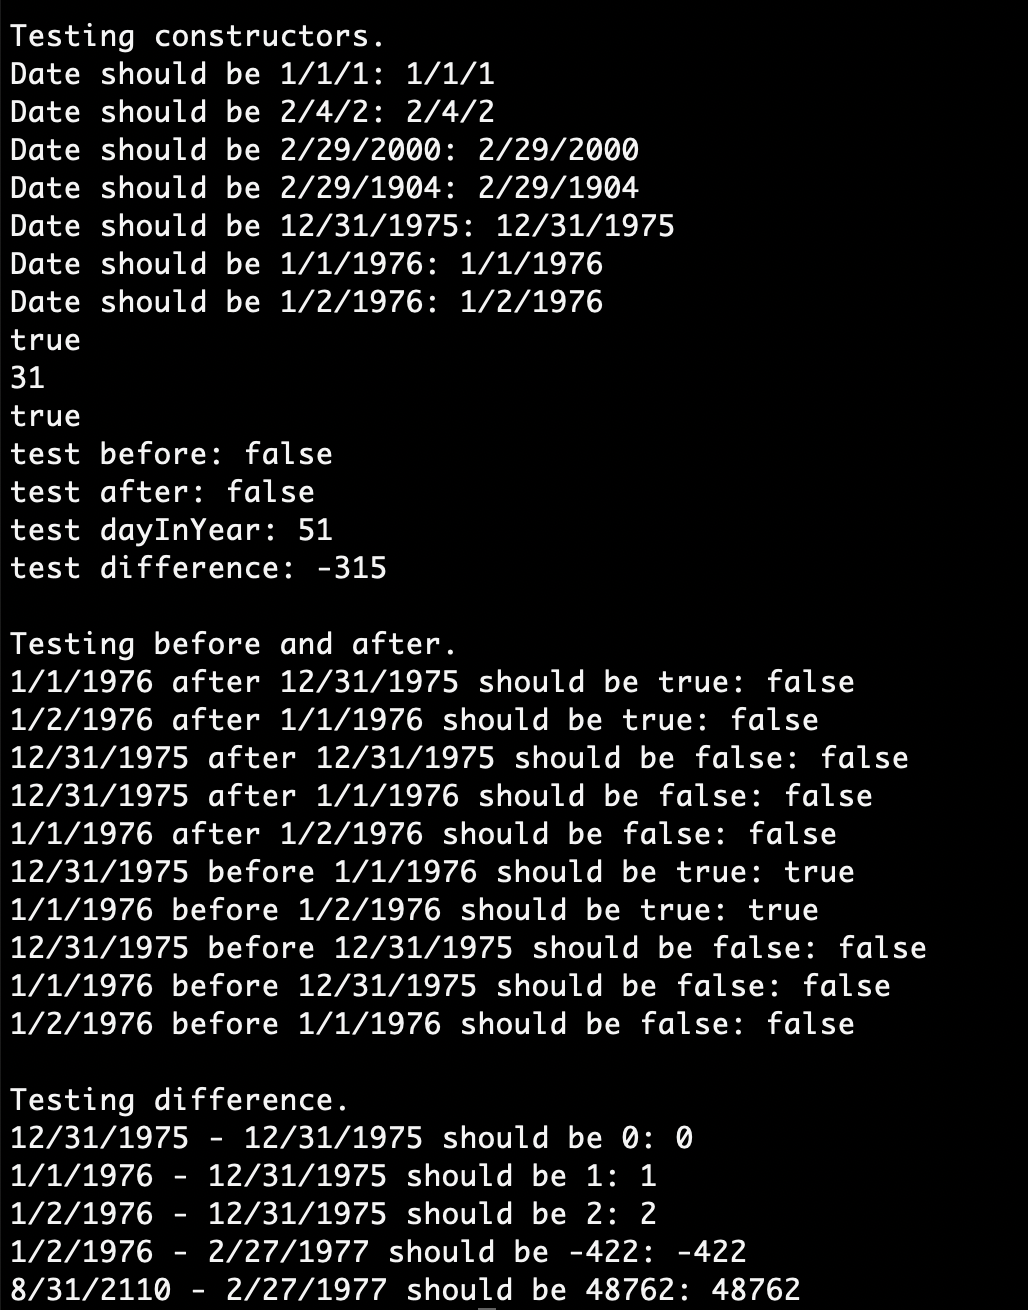 Testing constructors.
Date should be 1/1/1: 1/1/1
Date should be 2/4/2: 2/4/2
Date should be 2/29/2000: 2/29/2000
Date should be 2/29/1904: 2/29/1904
Date should be 12/31/1975: 12/31/1975
Date should be 1/1/1976: 1/1/1976
Date should be 1/2/1976: 1/2/1976
true
31
true
test before: false
test after: false
test dayInYear: 51
test difference: -315

Testing before and after.
1/1/1976 after 12/31/1975 should be true: false
1/2/1976 after 1/1/1976 should be true: false
12/31/1975 after 12/31/1975 should be false: false
12/31/1975 after 1/1/1976 should be false: false
1/1/1976 after 1/2/1976 should be false: false
12/31/1975 before 1/1/1976 should be true: true
1/1/1976 before 1/2/1976 should be true: true
12/31/1975 before 12/31/1975 should be false: false
1/1/1976 before 12/31/1975 should be false: false
1/2/1976 before 1/1/1976 should be false: false

Testing difference.
12/31/1975 - 12/31/1975 should be 0: 0
1/1/1976 - 12/31/1975 should be 1: 1
1/2/1976 - 12/31/1975 should be 2: 2
1/2/1976 - 2/27/1977 should be -422: -422
8/31/2110 - 2/27/1977 should be 48762: 48762